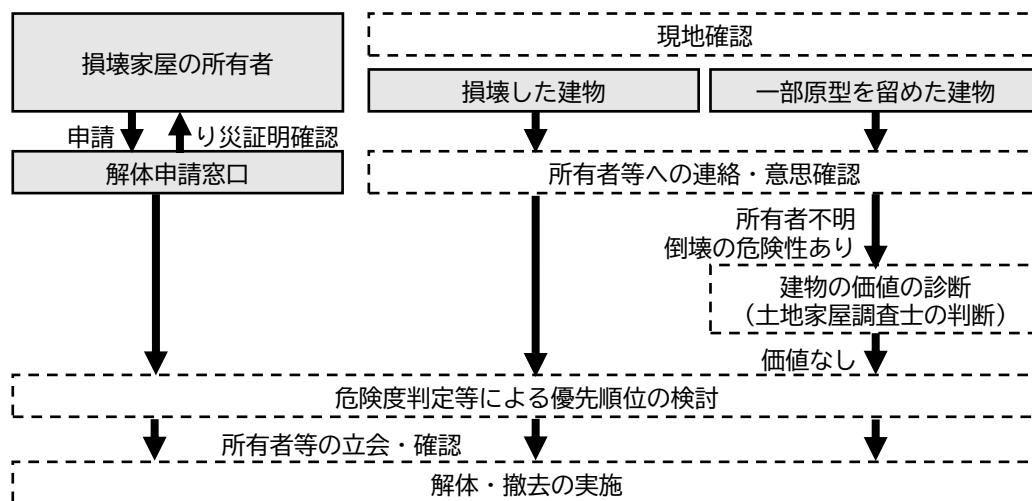 損壊家屋の所有者
現地確認
損壊した建物
一部原型を留めた建物
申請
り災証明確認
解体申請窓口
所有者等への連絡・意思確認
所有者不明
倒壊の危険性あり
建物の価値の診断
（土地家屋調査士の判断）
価値なし
危険度判定等による優先順位の検討
所有者等の立会・確認
解体・撤去の実施